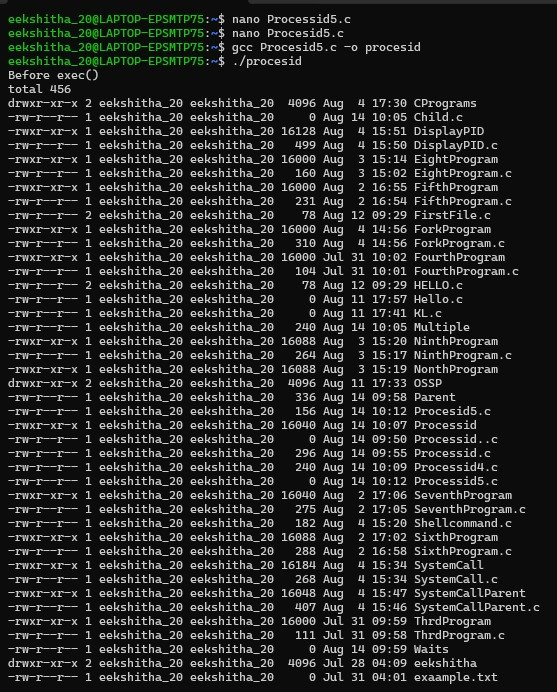 eekshitha_20@LAPTOP-EPSMTP75:~$ nano Processid5.c
eekshitha_20@LAPTOP-EPSMTP75:~$ nano Procesid5.c
eekshitha_20@LAPTOP-EPSMTP75:~$ gcc Procesid5.c -o procesid
eekshitha_20@LAPTOP-EPSMTP75:~$ ./procesid
Before exec()
total 456
drwxr-xr-x 2 eekshitha_20 eekshitha_20  4096 Aug  4 17:30 CPrograms
-rw-r--r-- 1 eekshitha_20 eekshitha_20     0 Aug 14 10:05 Child.c
-rwxr-xr-x 1 eekshitha_20 eekshitha_20 16128 Aug  4 15:51 DisplayPID
-rw-r--r-- 1 eekshitha_20 eekshitha_20   499 Aug  4 15:50 DisplayPID.c
-rwxr-xr-x 1 eekshitha_20 eekshitha_20 16000 Aug  3 15:14 EightProgram
-rw-r--r-- 1 eekshitha_20 eekshitha_20   160 Aug  3 15:02 EightProgram.c
-rwxr-xr-x 1 eekshitha_20 eekshitha_20 16000 Aug  2 16:55 FifthProgram
-rw-r--r-- 1 eekshitha_20 eekshitha_20   231 Aug  2 16:54 FifthProgram.c
-rw-r--r-- 2 eekshitha_20 eekshitha_20    78 Aug 12 09:29 FirstFile.c
-rwxr-xr-x 1 eekshitha_20 eekshitha_20 16000 Aug  4 14:56 ForkProgram
-rw-r--r-- 1 eekshitha_20 eekshitha_20   310 Aug  4 14:56 ForkProgram.c
-rwxr-xr-x 1 eekshitha_20 eekshitha_20 16000 Jul 31 10:02 FourthProgram
-rw-r--r-- 1 eekshitha_20 eekshitha_20   104 Jul 31 10:01 FourthProgram.c
-rw-r--r-- 2 eekshitha_20 eekshitha_20    78 Aug 12 09:29 HELLO.c
-rw-r--r-- 1 eekshitha_20 eekshitha_20     0 Aug 11 17:57 Hello.c
-rw-r--r-- 1 eekshitha_20 eekshitha_20     0 Aug 11 17:41 KL.c
-rw-r--r-- 1 eekshitha_20 eekshitha_20   240 Aug 14 10:05 Multiple
-rwxr-xr-x 1 eekshitha_20 eekshitha_20 16088 Aug  3 15:20 NinthProgram
-rw-r--r-- 1 eekshitha_20 eekshitha_20   264 Aug  3 15:17 NinthProgram.c
-rwxr-xr-x 1 eekshitha_20 eekshitha_20 16088 Aug  3 15:19 NonthProgram
drwxr-xr-x 2 eekshitha_20 eekshitha_20  4096 Aug 11 17:33 OSSP
-rw-r--r-- 1 eekshitha_20 eekshitha_20   336 Aug 14 09:58 Parent
-rw-r--r-- 1 eekshitha_20 eekshitha_20   156 Aug 14 10:12 Procesid5.c
-rwxr-xr-x 1 eekshitha_20 eekshitha_20 16040 Aug 14 10:07 Processid
-rw-r--r-- 1 eekshitha_20 eekshitha_20     0 Aug 14 09:50 Processid..c
-rw-r--r-- 1 eekshitha_20 eekshitha_20   296 Aug 14 09:55 Processid.c
-rw-r--r-- 1 eekshitha_20 eekshitha_20   240 Aug 14 10:09 Processid4.c
-rw-r--r-- 1 eekshitha_20 eekshitha_20     0 Aug 14 10:12 Processid5.c
-rwxr-xr-x 1 eekshitha_20 eekshitha_20 16040 Aug  2 17:06 SeventhProgram
-rw-r--r-- 1 eekshitha_20 eekshitha_20   275 Aug  2 17:05 SeventhProgram.c
-rw-r--r-- 1 eekshitha_20 eekshitha_20   182 Aug  4 15:20 Shellcommand.c
-rwxr-xr-x 1 eekshitha_20 eekshitha_20 16088 Aug  2 17:02 SixthProgram
-rw-r--r-- 1 eekshitha_20 eekshitha_20   288 Aug  2 16:58 SixthProgram.c
-rwxr-xr-x 1 eekshitha_20 eekshitha_20 16184 Aug  4 15:34 SystemCall
-rw-r--r-- 1 eekshitha_20 eekshitha_20   268 Aug  4 15:34 SystemCall.c
-rwxr-xr-x 1 eekshitha_20 eekshitha_20 16048 Aug  4 15:47 SystemCallParent
-rw-r--r-- 1 eekshitha_20 eekshitha_20   407 Aug  4 15:46 SystemCallParent.c
-rwxr-xr-x 1 eekshitha_20 eekshitha_20 16000 Jul 31 09:59 ThrdProgram
-rw-r--r-- 1 eekshitha_20 eekshitha_20   111 Jul 31 09:58 ThrdProgram.c
-rw-r--r-- 1 eekshitha_20 eekshitha_20     0 Aug 14 09:59 Waits
drwxr-xr-x 2 eekshitha_20 eekshitha_20  4096 Jul 28 04:09 eekshitha
-rw-r--r-- 1 eekshitha_20 eekshitha_20     0 Jul 31 04:01 exaample.txt